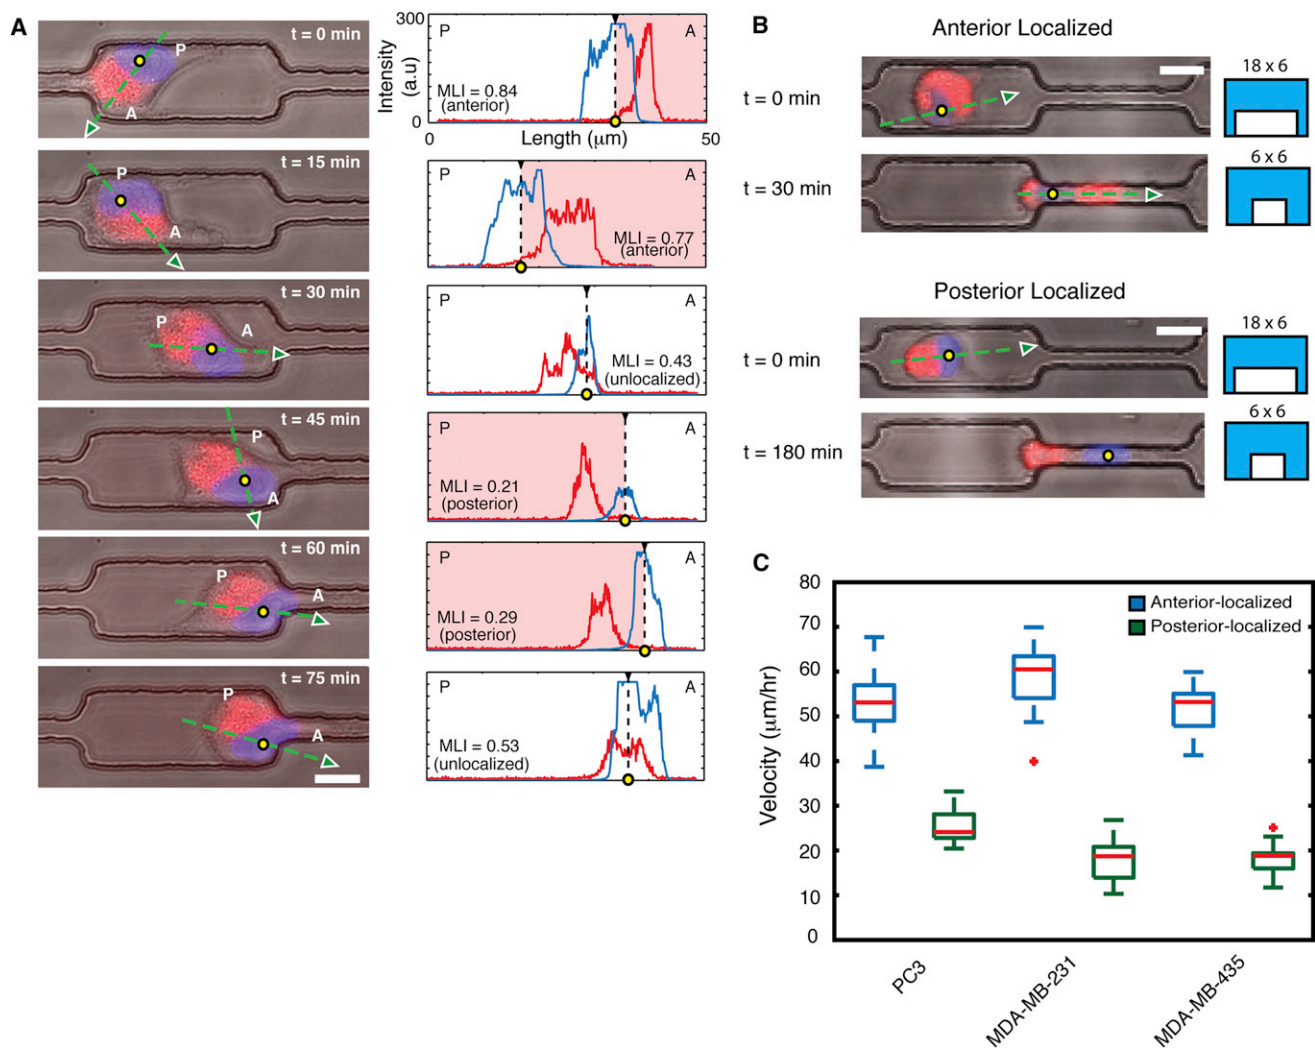 A
t = 0 min
P
A
t = 15 min
P
A
t = 30 min
P
A
t = 45 min
P
A
t = 60 min
P
A
t = 75 min
P
A
Intensity
(a.u)
300
0
P
A
MLI = 0.84
(anterior)
0
Length (μm)
50
P
A
MLI = 0.77
(anterior)
P
A
MLI = 0.43
(unlocalized)
P
A
MLI = 0.21
(posterior)
P
A
MLI = 0.29
(posterior)
P
A
MLI = 0.53
(unlocalized)
B
Anterior Localized
t = 0 min
18 x 6
t = 30 min
6 x 6
Posterior Localized
t = 0 min
18 x 6
t = 180 min
6 x 6
C
Velocity (μm/hr)
80
70
60
50
40
30
20
10
0
Anterior-localized
Posterior-localized
PC3
MDA-MB-231
MDA-MB-435